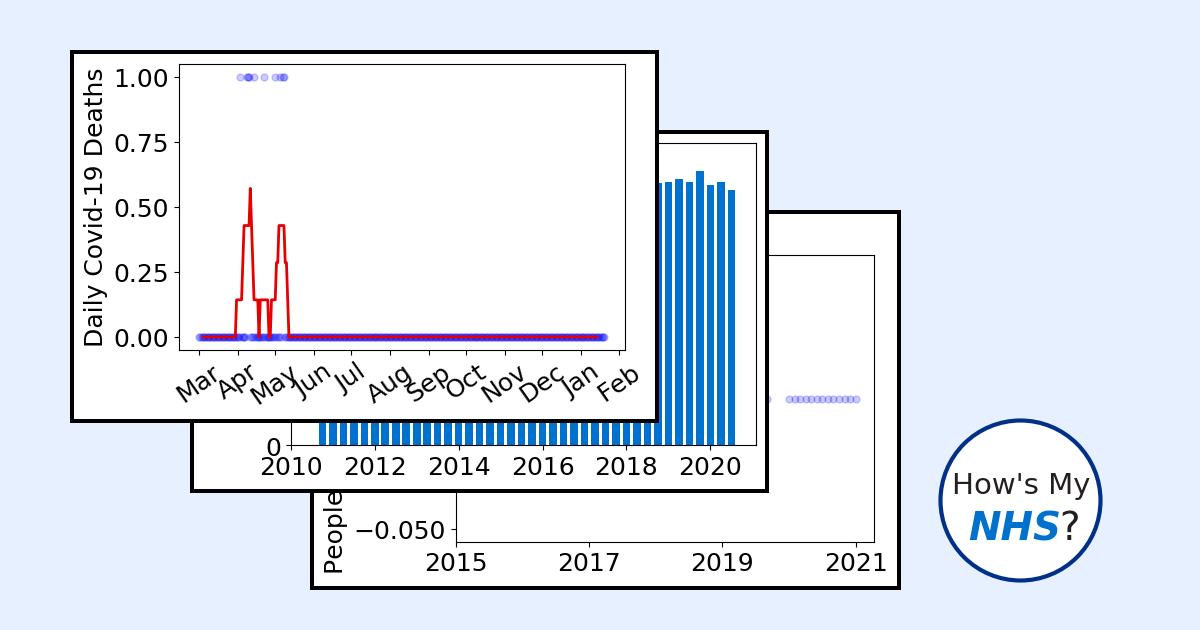 Daily Covid-19 Deaths
1.00
0.75
0.50
0.25
0.00
Mar Apr May Jun Jul Aug Sep Oct Nov Dec Jan Feb
0
2010 2012 2014 2016 2018 2020
People
−0.050
2015 2017 2019 2021
How's My
NHS?